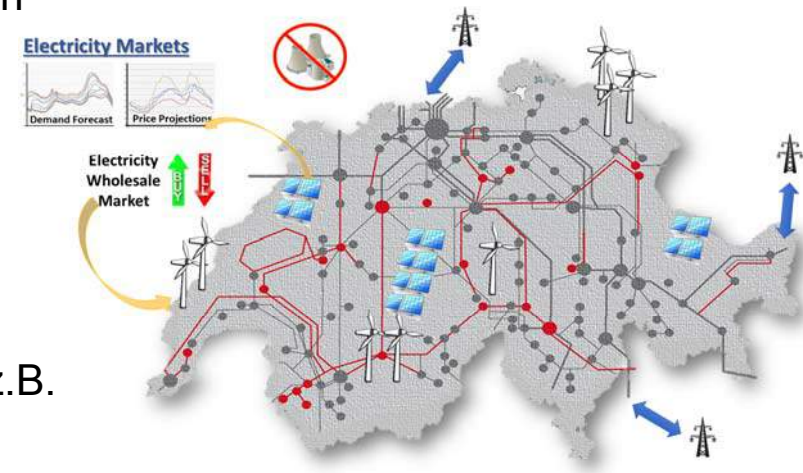 Electricity Markets
Demand Forecast
Price Projections
Electricity
Wholesale
Market
BUY
SELL
z.B.